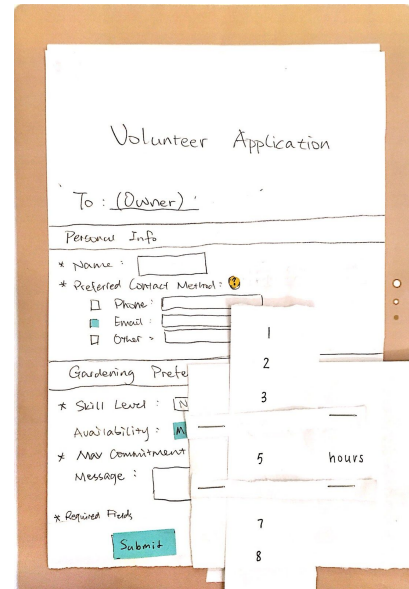 Volunteer Application
To : (Owner)
Personal Info
* Name :
* Preferred Contact Method : ?
Phone :
Email :
Other :
Gardening Prefe
* Skill Level : N
Availability : M
* Max Commitment
Message :
* Required Fields
Submit
1
2
3
5 hours
7
8